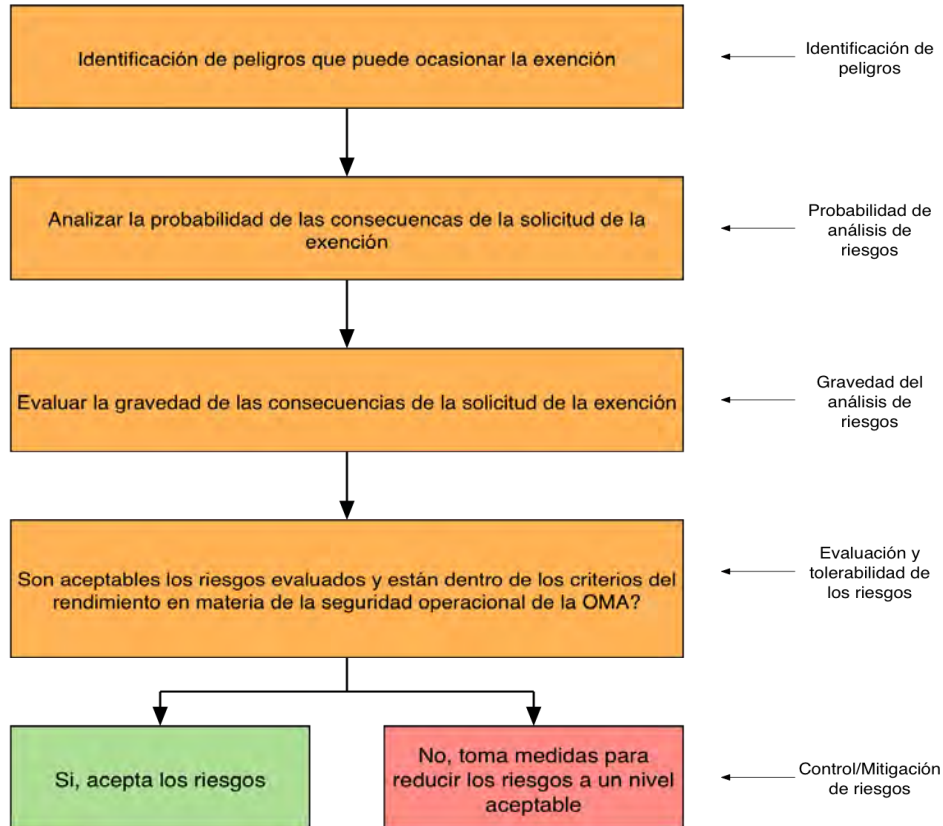 Identificación de peligros que puede ocasionar la exención
Identificación de
peligros
Analizar la probabilidad de las consecuencas de la solicitud de la
exención
Probabilidad de
análisis de
riesgos
Evaluar la gravedad de las consecuencias de la solicitud de la exención
Gravedad del
análisis de
riesgos
Son aceptables los riesgos evaluados y están dentro de los criterios del
rendimiento en materia de la seguridad operacional de la OMA?
Evaluación y
tolerabilidad de
los riesgos
Si, acepta los riesgos
No, toma medidas para
reducir los riesgos a un nivel
aceptable
Control/Mitigación
de riesgos